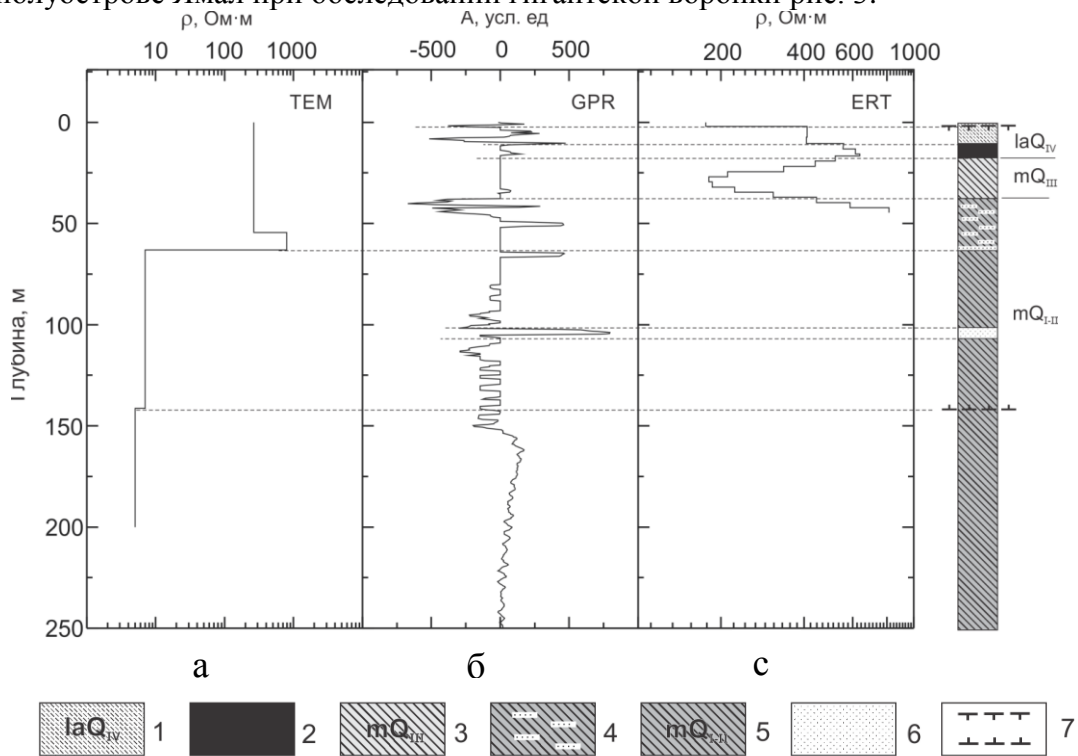 полуострове Ямал при обследовании гигантской воронки рис. 3.
ρ, Ом·м A, усл. ед ρ, Ом·м
10 100 1000 -500 0 500 200 400 600 1000
TEM GPR ERT
0
50
100
150
200
250
Глубина, м
laQIV
mQIII
mQI-II
а б с
laQIV 1 2 mQIII 3 4 mQI-II 5 6 7